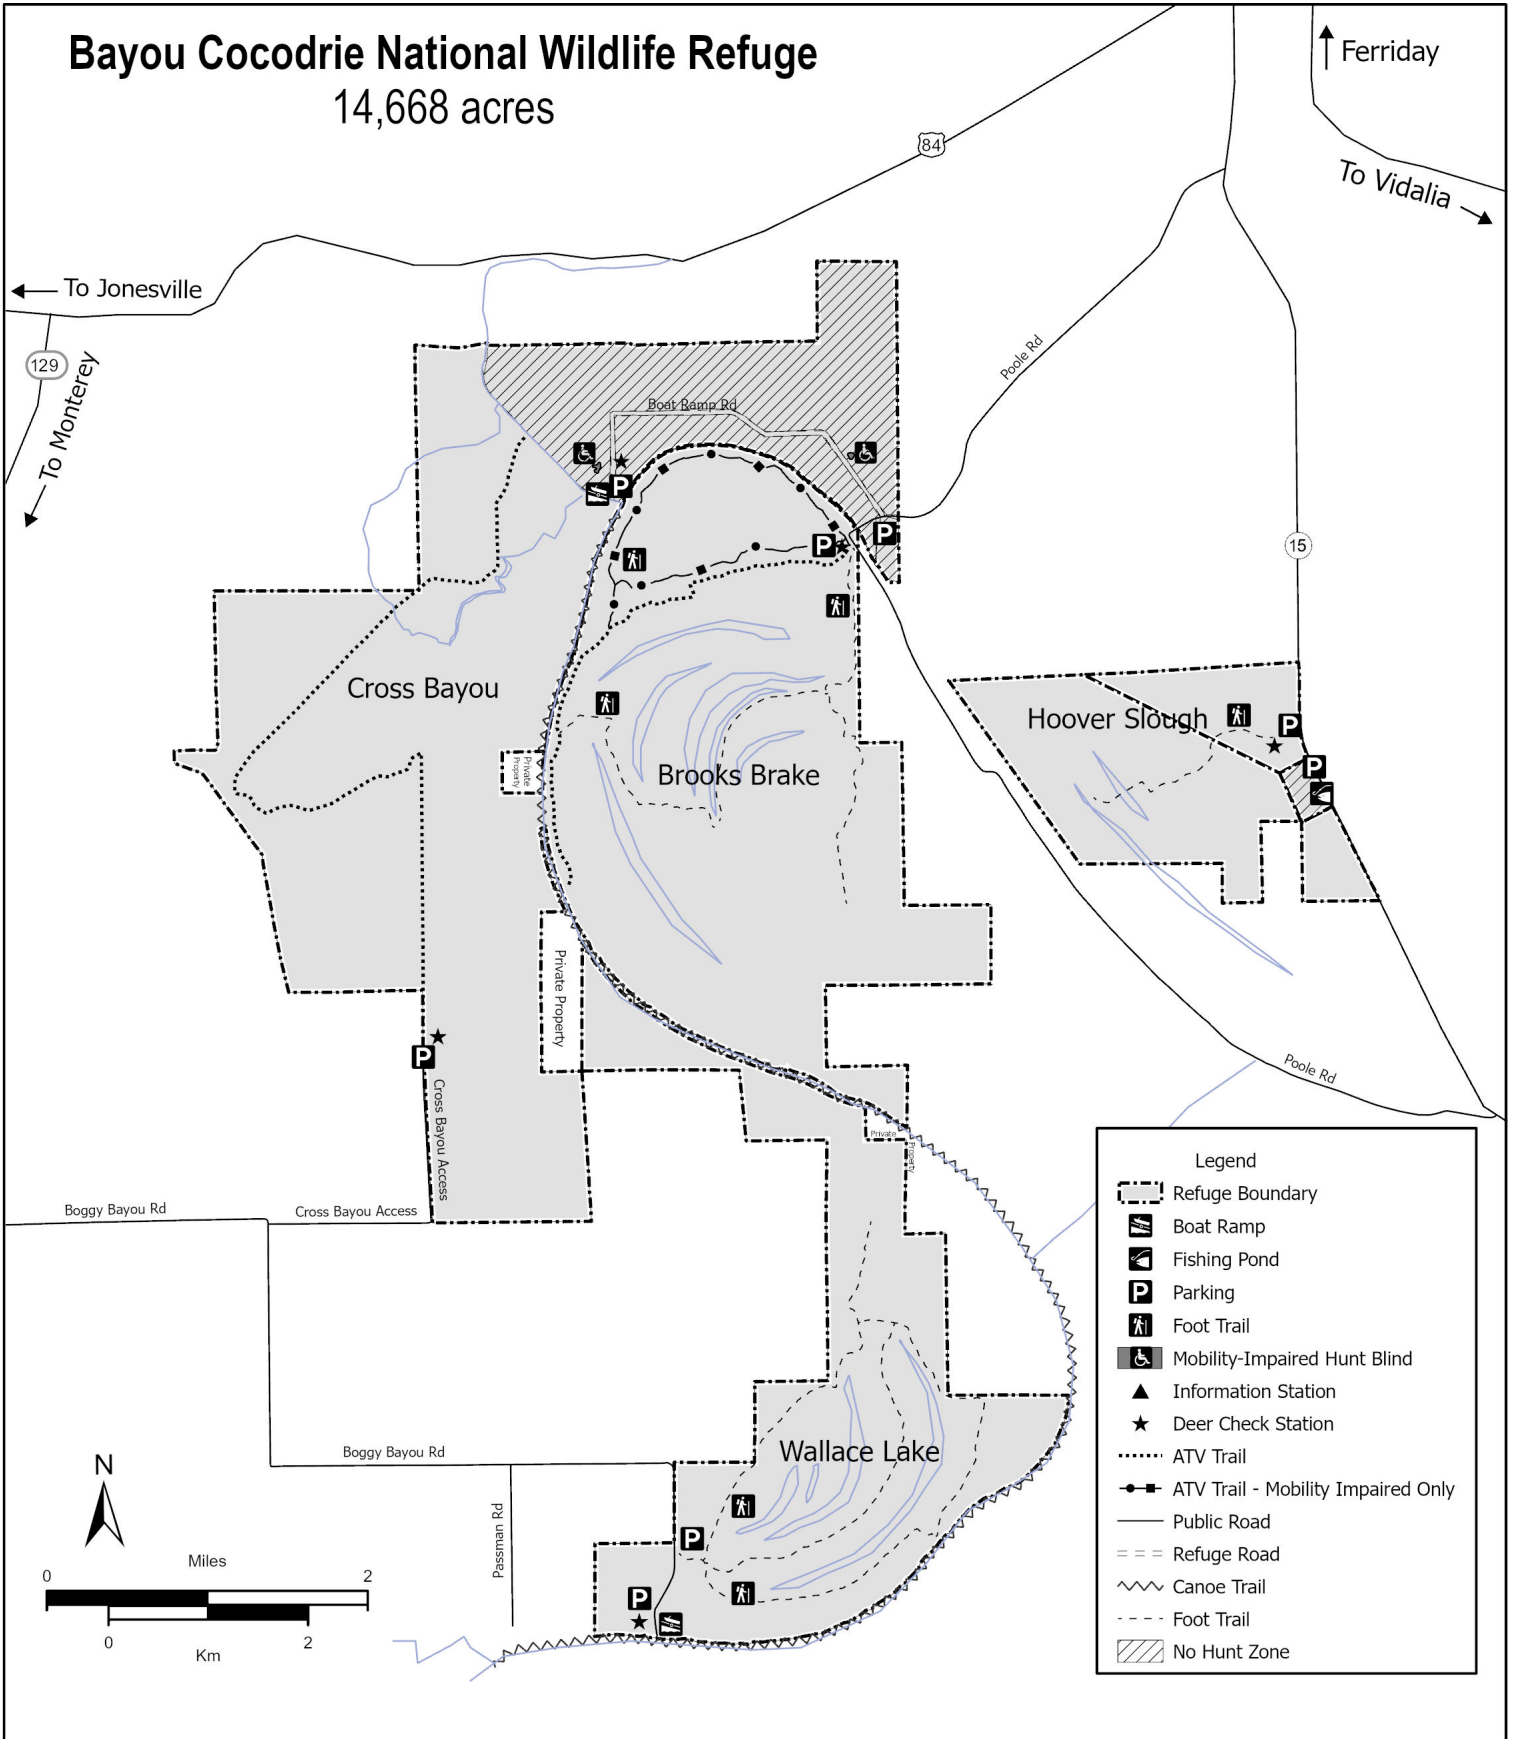 Bayou Cocodrie National Wildlife Refuge
14,668 acres
Ferriday
84
To Vidalia
To Jonesville
129
To Monterey
Poole Rd
Boat Ramp Rd
P
P
P
15
Cross Bayou
Hoover Slough
P
P
Private
Property
Brooks Brake
Private Property
P
Cross Bayou Access
Poole Rd
Private
Property
Boggy Bayou Rd
Cross Bayou Access
Boggy Bayou Rd
Wallace Lake
Passman Rd
P
P
N
Miles
0
2
0
2
Km
Legend
Refuge Boundary
Boat Ramp
Fishing Pond
P Parking
Foot Trail
Mobility-Impaired Hunt Blind
Information Station
Deer Check Station
ATV Trail
ATV Trail - Mobility Impaired Only
Public Road
Refuge Road
Canoe Trail
Foot Trail
No Hunt Zone